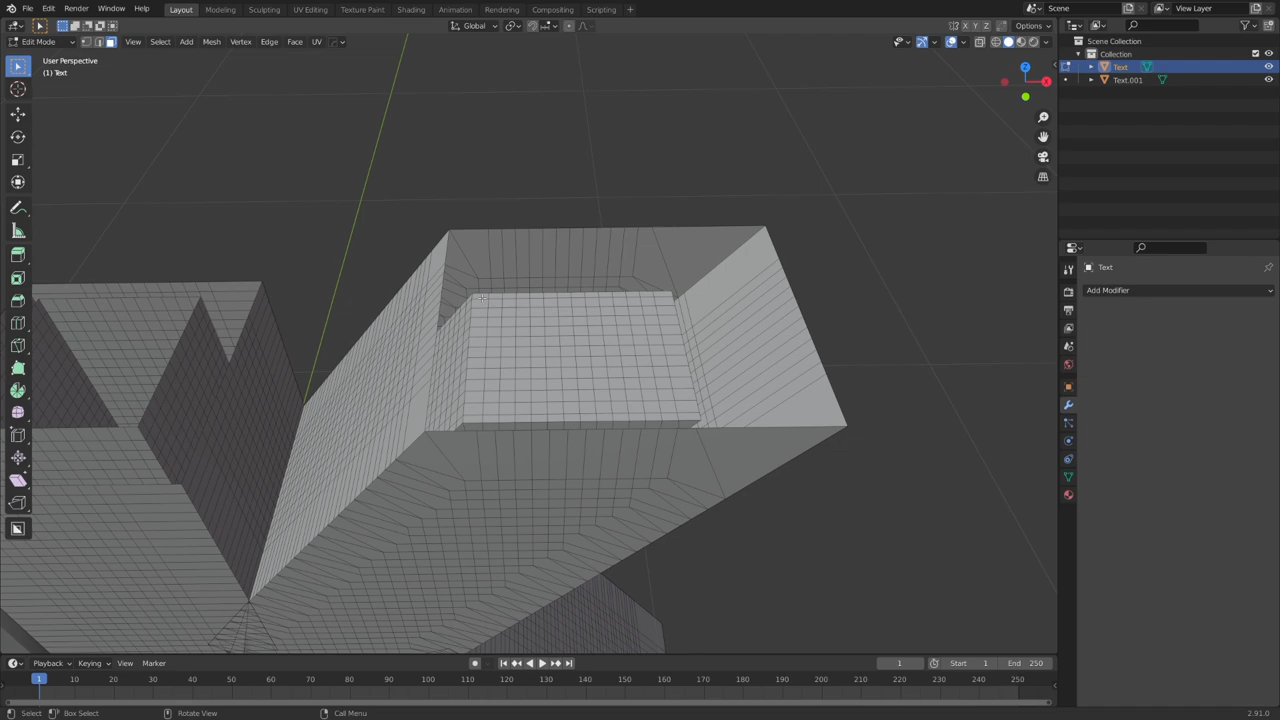 File Edit Render Window Help Layout Modeling Sculpting UV Editing Texture Paint Shading Animation Rendering Compositing Scripting Scene View Layer
Global X Y Z Options
Edit Mode View Select Add Mesh Vertex Edge Face UV
Scene Collection
Collection
Text
Text.001
User Perspective
(1) Text
Z
X
Text
Add Modifier
Playback Keying View Marker 1 Start 1 End 250
1 10 20 30 40 50 60 70 80 90 100 110 120 130 140 150 160 170 180 190 200 210 220 230 240 250
Select Box Select Rotate View Call Menu 2.91.0